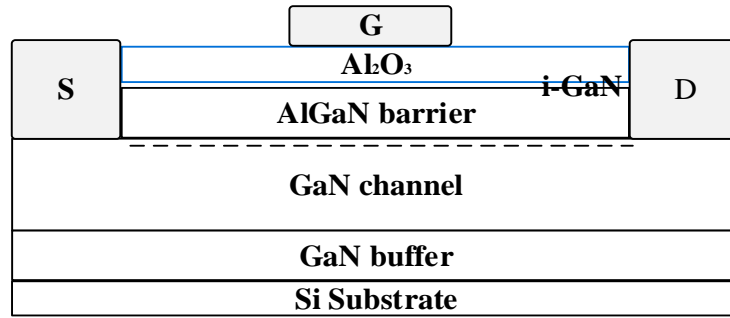 G
Al₂O₃
S
i-GaN
D
AlGaN barrier
GaN channel
GaN buffer
Si Substrate